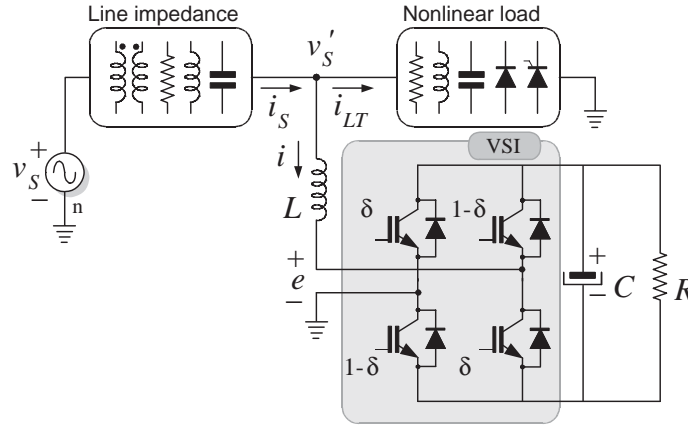 Line impedance
Nonlinear load
v_S′
i_S
i_LT
v_S
+
−
n
i
L
VSI
δ
1-δ
+
e
−
1-δ
δ
+
−
C
R